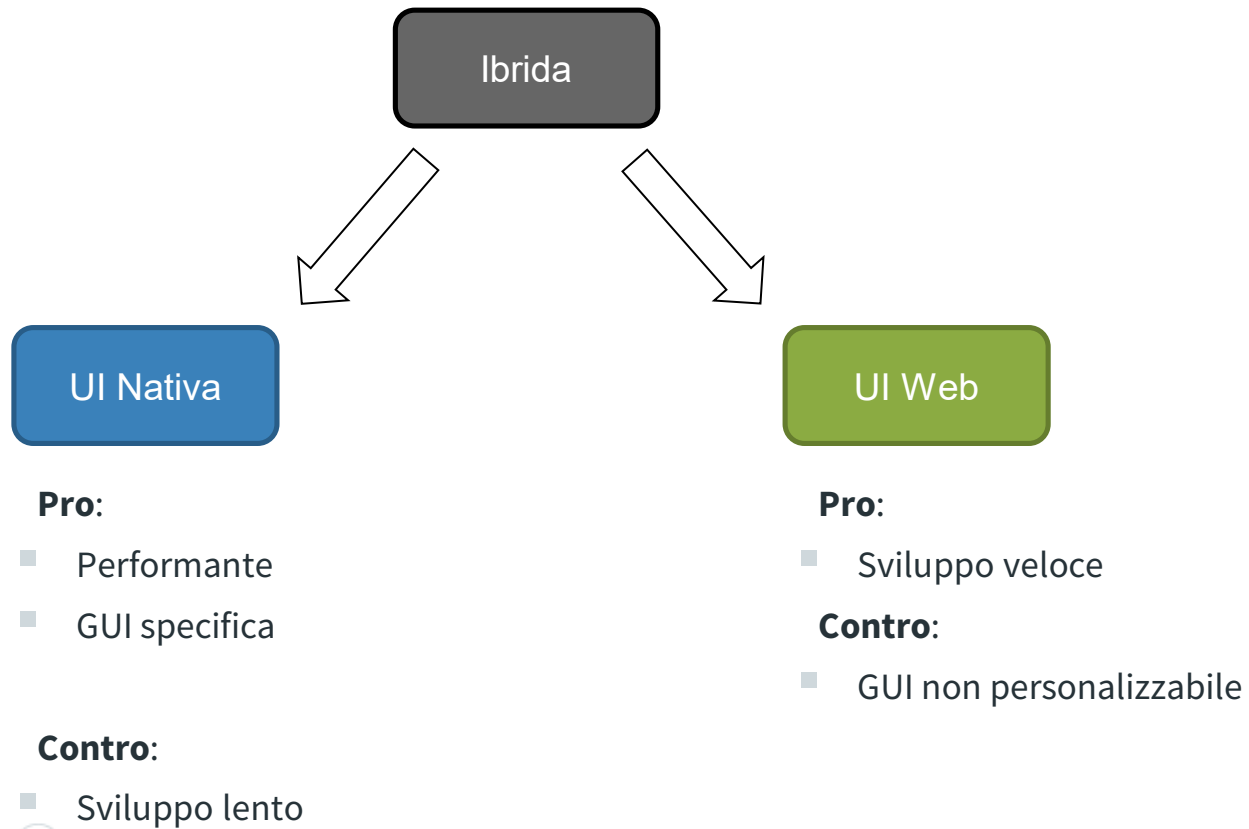 Ibrida
UI Nativa
Pro:
Performante
GUI specifica
Contro:
Sviluppo lento
UI Web
Pro:
Sviluppo veloce
Contro:
GUI non personalizzabile